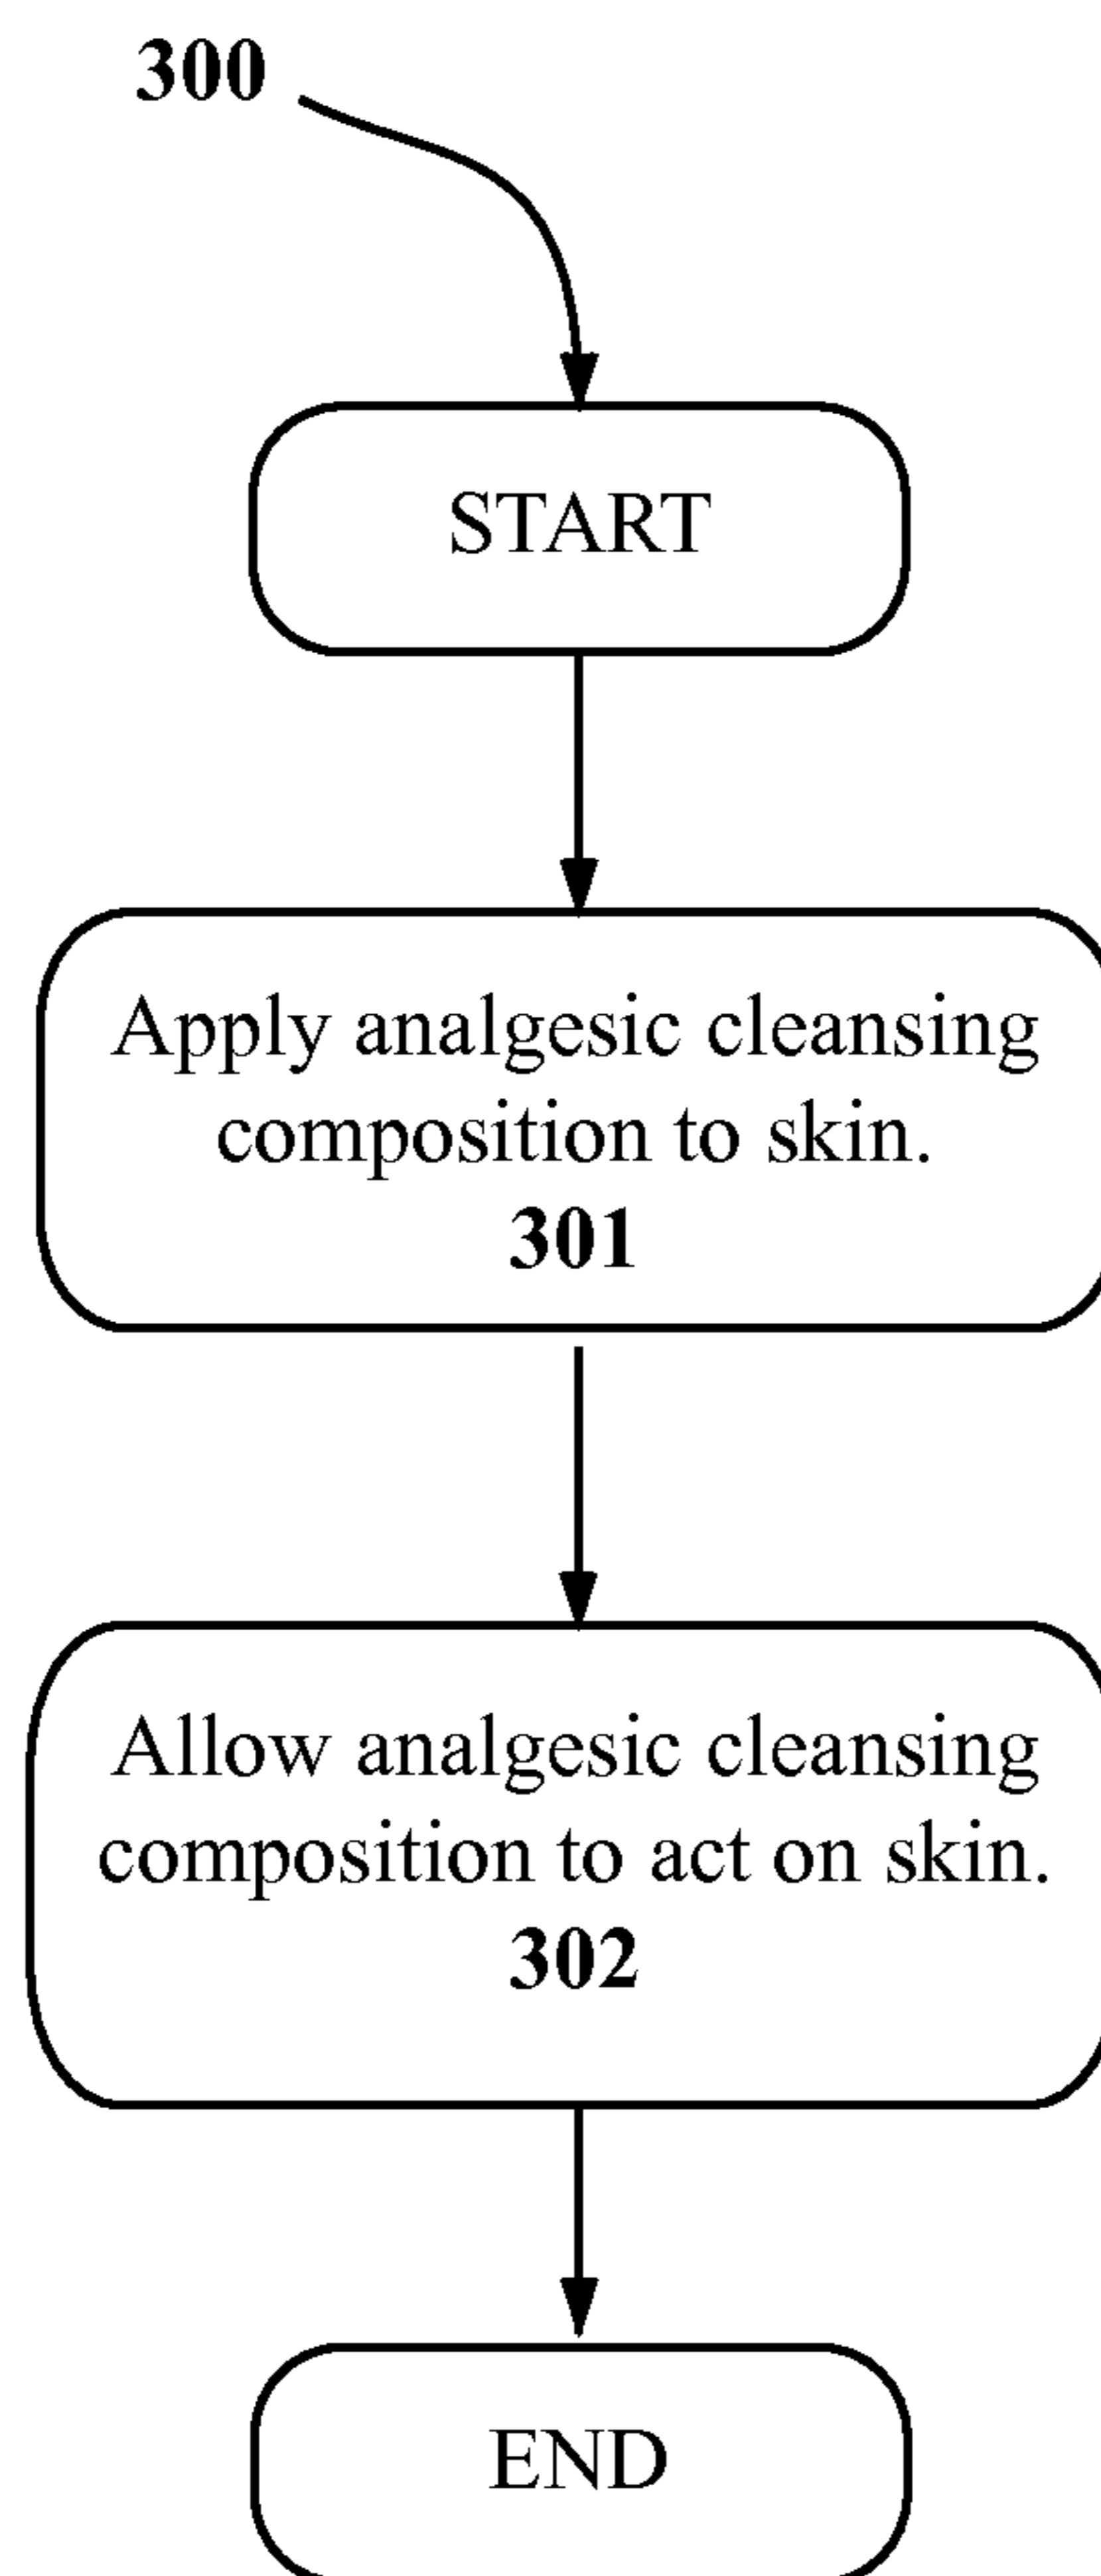 300
START
Apply analgesic cleansing
composition to skin.
301
Allow analgesic cleansing
composition to act on skin.
302
END